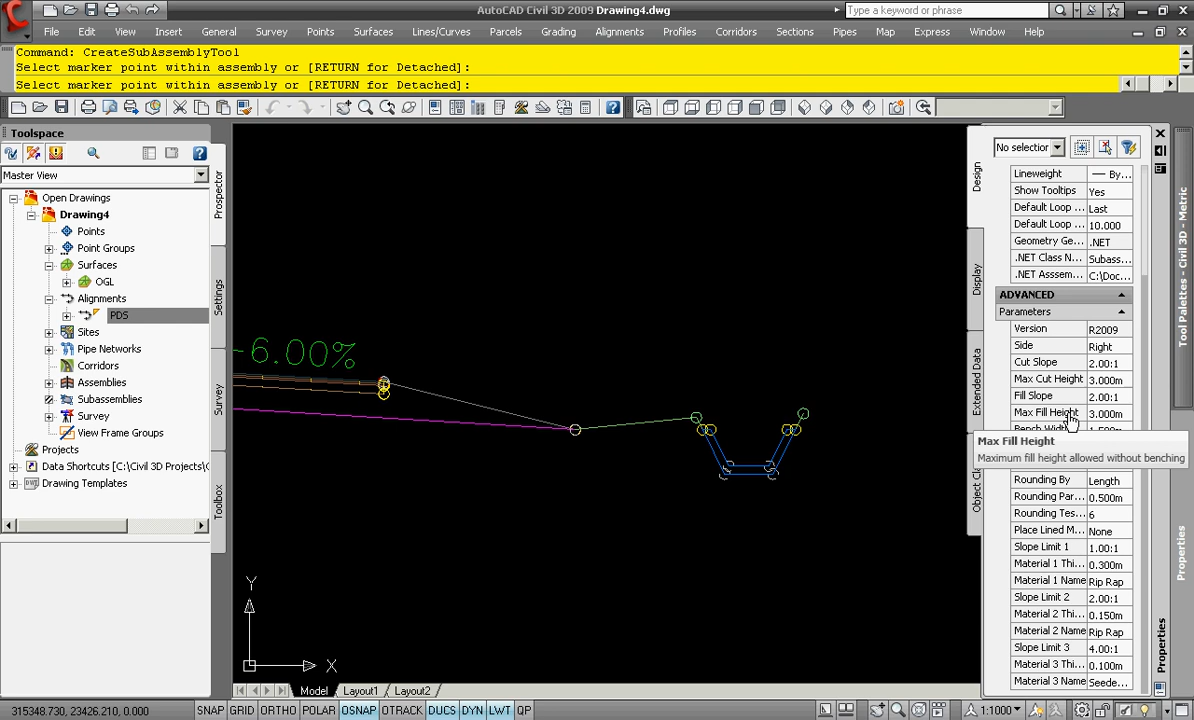 AutoCAD Civil 3D 2009 Drawing4.dwg
Type a keyword or phrase
File Edit View Insert General Survey Points Surfaces Lines/Curves Parcels Grading Alignments Profiles Corridors Sections Pipes Map Express Window Help
Command: CreateSubAssemblyTool
Select marker point within assembly or [RETURN for Detached]:
Select marker point within assembly or [RETURN for Detached]:
Toolspace
Master View
Open Drawings
Drawing4
Points
Point Groups
Surfaces
OGL
Alignments
PDS
Sites
Pipe Networks
Corridors
Assemblies
Subassemblies
Survey
View Frame Groups
Projects
Data Shortcuts [C:\Civil 3D Projects\C
Drawing Templates
Prospector
Settings
Survey
Toolbox
-6.00%
Y
X
Model Layout1 Layout2
No selection
Lineweight By...
Show Tooltips Yes
Default Loop ... Last
Default Loop ... 10.000
Geometry Ge... .NET
.NET Class N... Subass...
.NET Asssem... C:\Doc...
ADVANCED
Parameters
Version R2009
Side Right
Cut Slope 2.00:1
Max Cut Height 3.000m
Fill Slope 2.00:1
Max Fill Height 3.000m
Max Fill Height
Maximum fill height allowed without benching
Rounding By Length
Rounding Par... 0.500m
Rounding Tes... 6
Place Lined M... None
Slope Limit 1 1.00:1
Material 1 Thi... 0.300m
Material 1 Name Rip Rap
Slope Limit 2 2.00:1
Material 2 Thi... 0.150m
Material 2 Name Rip Rap
Slope Limit 3 4.00:1
Material 3 Thi... 0.100m
Material 3 Name Seede...
Design
Display
Extended Data
Object Cl
Tool Palettes - Civil 3D - Metric
Properties
Properties
315348.730, 23426.210, 0.000 SNAP GRID ORTHO POLAR OSNAP OTRACK DUCS DYN LWT QP 1:1000